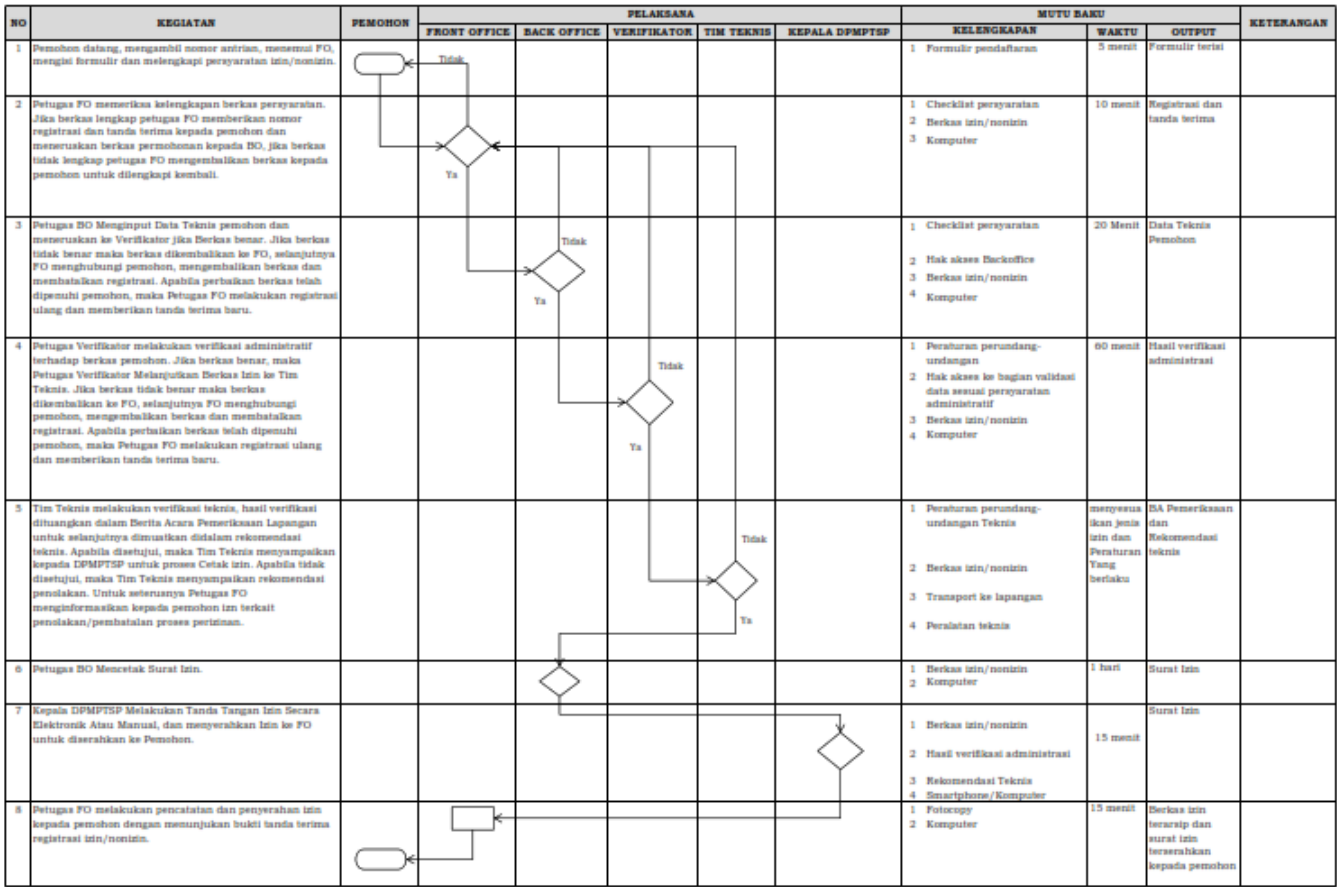 NO
KEGIATAN
PEMOHON
PELAKSANA
MUTU BAKU
KETERANGAN
FRONT OFFICE
BACK OFFICE
VERIFIKATOR
TIM TEKNIS
KEPALA DPMPTSP
KELENGKAPAN
WAKTU
OUTPUT
1
Pemohon datang, mengambil nomor antrian, menemui FO,
mengisi formulir dan melengkapi persyaratan izin/nonizin.
Tidak
1 Formulir pendaftaran
5 menit
Formulir terisi
2
Petugas FO memeriksa kelengkapan berkas persyaratan.
Jika berkas lengkap petugas FO memberikan nomor
registrasi dan tanda terima kepada pemohon dan
meneruskan berkas permohonan kepada BO, jika berkas
tidak lengkap petugas FO mengembalikan berkas kepada
pemohon untuk dilengkapi kembali.
Ya
1 Checklist persyaratan
2 Berkas izin/nonizin
3 Komputer
10 menit
Registrasi dan
tanda terima
3
Petugas BO Menginput Data Teknis pemohon dan
meneruskan ke Verifikator jika Berkas benar. Jika berkas
tidak benar maka berkas dikembalikan ke FO, selanjutnya
FO menghubungi pemohon, mengembalikan berkas dan
membatalkan registrasi. Apabila perbaikan berkas telah
dipenuhi pemohon, maka Petugas FO melakukan registrasi
ulang dan memberikan tanda terima baru.
Tidak
Ya
1 Checklist persyaratan
2 Hak akses Backoffice
3 Berkas izin/nonizin
4 Komputer
20 Menit
Data Teknis
Pemohon
4
Petugas Verifikator melakukan verifikasi administratif
terhadap berkas pemohon. Jika berkas benar, maka
Petugas Verifikator Melanjutkan Berkas Izin ke Tim
Teknis. Jika berkas tidak benar maka berkas
dikembalikan ke FO, selanjutnya FO menghubungi
pemohon, mengembalikan berkas dan membatalkan
registrasi. Apabila perbaikan berkas telah dipenuhi
pemohon, maka Petugas FO melakukan registrasi ulang
dan memberikan tanda terima baru.
Tidak
Ya
1 Peraturan perundang-
undangan
2 Hak akses ke bagian validasi
data sesuai persyaratan
administratif
3 Berkas izin/nonizin
4 Komputer
60 menit
Hasil verifikasi
administrasi
5
Tim Teknis melakukan verifikasi teknis, hasil verifikasi
dituangkan dalam Berita Acara Pemeriksaan Lapangan
untuk selanjutnya dimuatkan didalam rekomendasi
teknis. Apabila disetujui, maka Tim Teknis menyampaikan
kepada DPMPTSP untuk proses Cetak izin. Apabila tidak
disetujui, maka Tim Teknis menyampaikan rekomendasi
penolakan. Untuk seterusnya Petugas FO
menginformasikan kepada pemohon izn terkait
penolakan/pembatalan proses perizinan.
Tidak
Ya
1 Peraturan perundang-
undangan Teknis
2 Berkas izin/nonizin
3 Transport ke lapangan
4 Peralatan teknis
menyesua
ikan jenis
izin dan
Peraturan
Yang
berlaku
BA Pemeriksaan
dan
Rekomendasi
teknis
6
Petugas BO Mencetak Surat Izin.
1 Berkas izin/nonizin
2 Komputer
1 hari
Surat Izin
7
Kepala DPMPTSP Melakukan Tanda Tangan Izin Secara
Elektronik Atau Manual, dan menyerahkan Izin ke FO
untuk diserahkan ke Pemohon.
1 Berkas izin/nonizin
2 Hasil verifikasi administrasi
3 Rekomendasi Teknis
4 Smartphone/Komputer
15 menit
Surat Izin
8
Petugas FO melakukan pencatatan dan penyerahan izin
kepada pemohon dengan menunjukan bukti tanda terima
registrasi izin/nonizin.
1 Fotocopy
2 Komputer
15 menit
Berkas izin
terarsip dan
surat izin
terserahkan
kepada pemohon